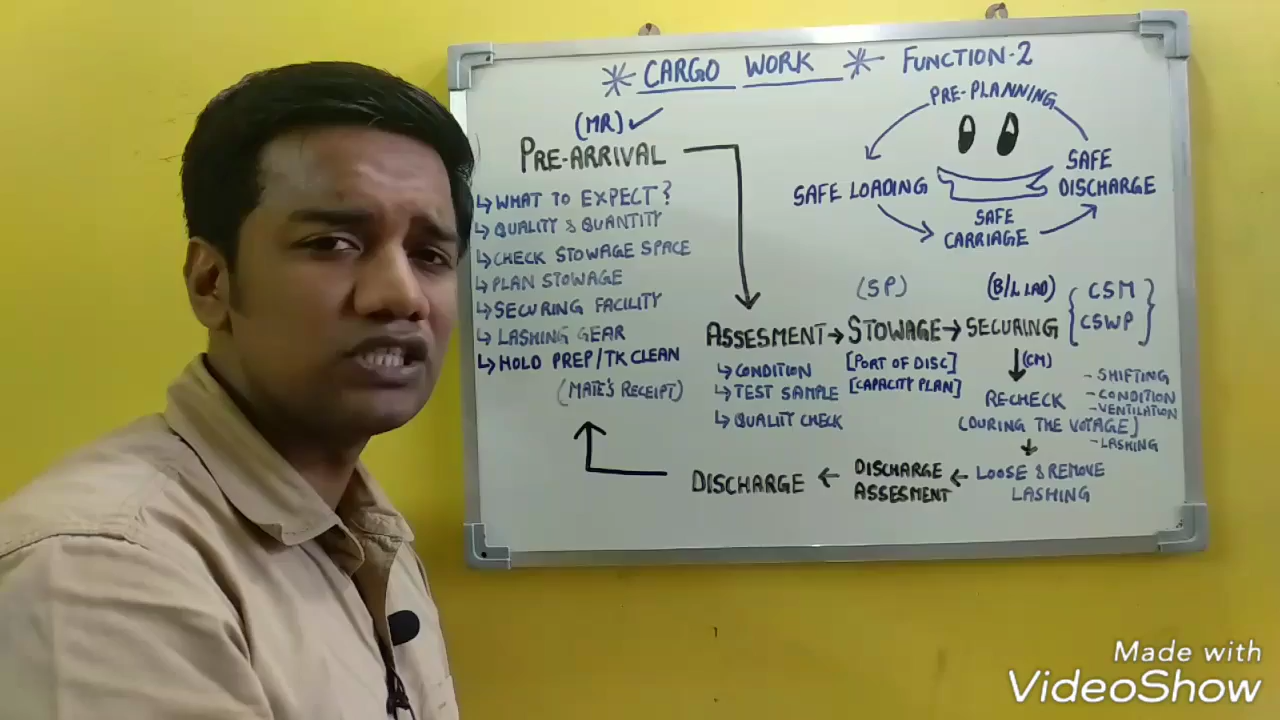 * CARGO WORK * FUNCTION-2
PRE-PLANNING
SAFE LOADING
SAFE
DISCHARGE
SAFE
CARRIAGE
(MR) ✓
PRE-ARRIVAL
↳ WHAT TO EXPECT?
↳ QUALITY & QUANTITY
↳ CHECK STOWAGE SPACE
↳ PLAN STOWAGE
↳ SECURING FACILITY
↳ LASHING GEAR
↳ HOLD PREP/TK CLEAN
(MATE'S RECEIPT)
(SP) (B/L LAD) { CSM
CSWP }
ASSESMENT → STOWAGE → SECURING
↳ CONDITION
↳ TEST SAMPLE
↳ QUALITY CHECK
[PORT OF DISC]
[CAPACITY PLAN]
↓ (CM)
RECHECK
(DURING THE VOYAGE)
- SHIFTING
- CONDITION
- VENTILATION
- LASHING
LOOSE & REMOVE
LASHING
← DISCHARGE
ASSESMENT
← DISCHARGE
Made with
VideoShow